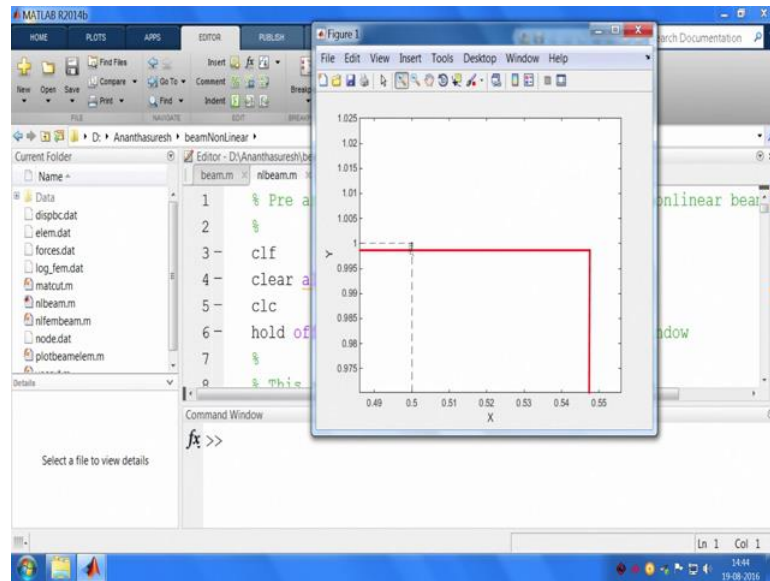 MATLAB R2014b
HOME PLOTS APPS EDITOR PUBLISH
Search Documentation
New Open Save
Find Files
Compare
Print
Go To
Find
Insert
Comment
Indent
FILE NAVIGATE EDIT
D: Ananthasuresh beamNonLinear
Current Folder
Name
Data
dispbc.dat
elem.dat
forces.dat
log_fem.dat
matcut.m
nlbeam.m
nlfembeam.m
node.dat
plotbeamelem.m
Details
Select a file to view details
Editor - D:\Ananthasuresh\be
beam.m nlbeam.m
1 % Pre a
onlinear beam
2 %
3 - clf
4 - clear al
5 - clc
6 - hold off
ndow
7 %
8 % This
Command Window
fx >>
Figure 1
File Edit View Insert Tools Desktop Window Help
1.025
1.02
1.015
1.01
1.005
1
0.995
0.99
0.985
0.98
0.975
Y
0.49 0.5 0.51 0.52 0.53 0.54 0.55
X
Ln 1 Col 1
14:44
19-08-2016